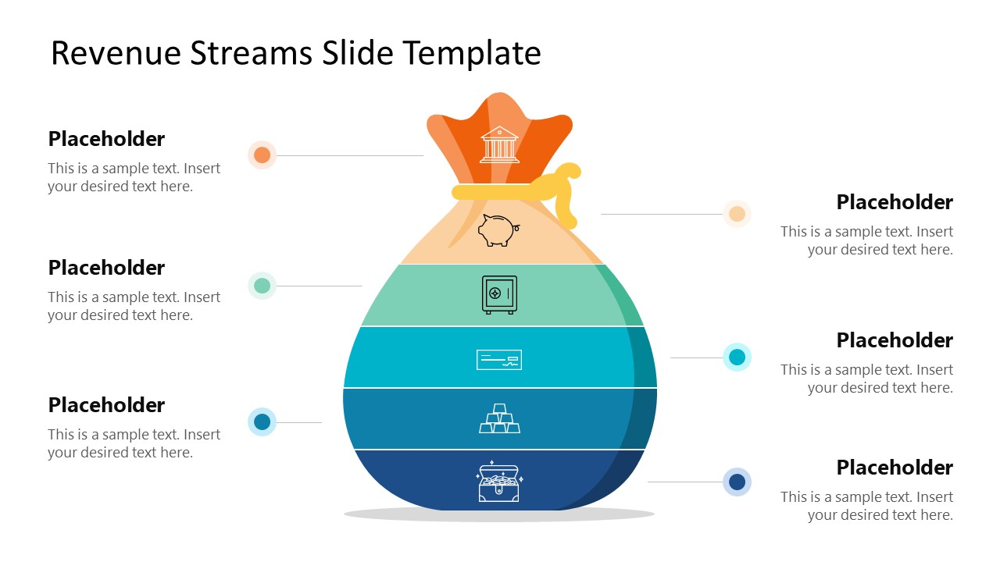 Revenue Streams Slide Template
Placeholder
This is a sample text. Insert
your desired text here.
Placeholder
This is a sample text. Insert
your desired text here.
Placeholder
This is a sample text. Insert
your desired text here.
Placeholder
This is a sample text. Insert
your desired text here.
Placeholder
This is a sample text. Insert
your desired text here.
Placeholder
This is a sample text. Insert
your desired text here.